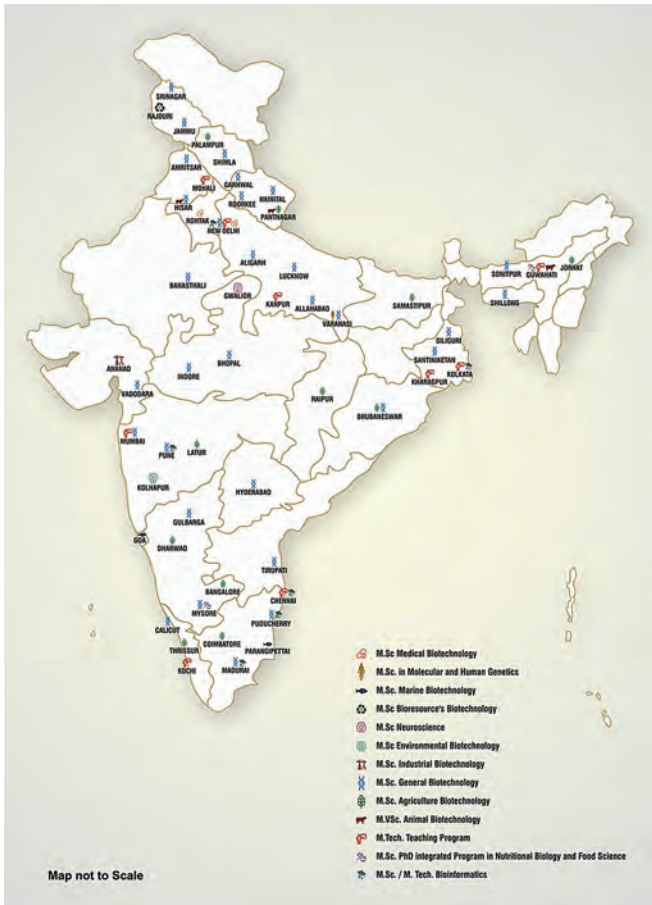 SRINAGAR
RAJOURI
JAMMU
PALAMPUR
SHIMLA
AMRITSAR
MOHALI
GARHWAL
ROORKEE
NAINITAL
HISAR
PANTNAGAR
ROHTAK
NEW DELHI
ALIGARH
LUCKNOW
BANASTHALI
GWALIOR
KANPUR
ALLAHABAD
VARANASI
SAMASTIPUR
SONITPUR
GUWAHATI
JORHAT
SHILLONG
SILIGURI
SANTINIKETAN
KHARAGPUR
KOLKATA
ANANAD
VADODARA
INDORE
BHOPAL
RAIPUR
BHUBANESWAR
MUMBAI
PUNE
LATUR
KOLHAPUR
HYDERABAD
GULBARGA
GOA
DHARWAD
TIRUPATI
BANGALORE
CHENNAI
MYSORE
PUDUCHERRY
CALICUT
COIMBATORE
PARANGIPETTAI
THRISSUR
KOCHI
MADURAI
M.Sc Medical Biotechnology
M.Sc. in Molecular and Human Genetics
M.Sc. Marine Biotechnology
M.Sc Bioresource's Biotechnology
M.Sc Neuroscience
M.Sc Environmental Biotechnology
M.Sc. Industrial Biotechnology
M.Sc. General Biotechnology
M.Sc. Agriculture Biotechnology
M.VSc. Animal Biotechnology
M.Tech. Teaching Program
M.Sc. PhD integrated Program in Nutritional Biology and Food Science
M.Sc. / M. Tech. Bioinformatics
Map not to Scale